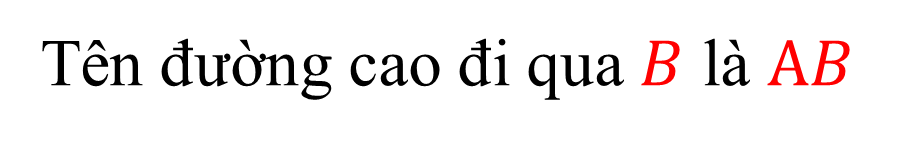 Tên đường cao đi qua B là AB